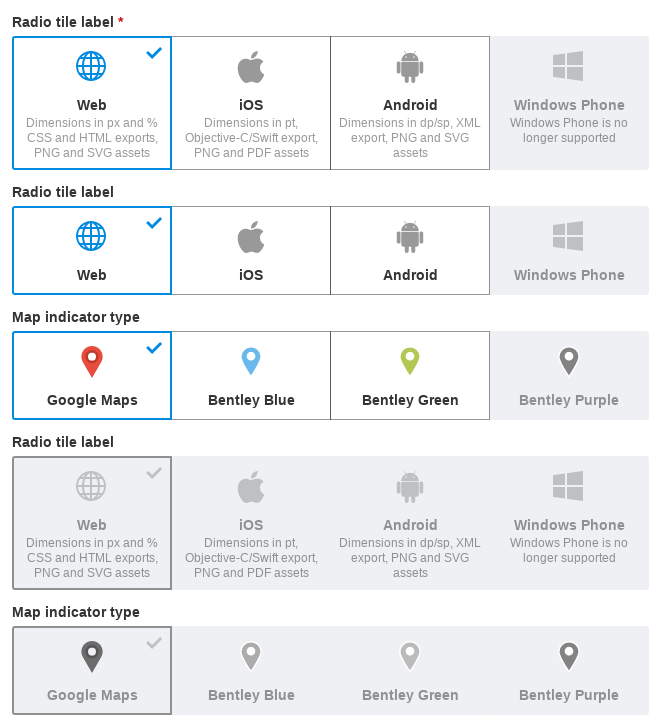 Radio tile label *
Web
Dimensions in px and %
CSS and HTML exports,
PNG and SVG assets
iOS
Dimensions in pt,
Objective-C/Swift export,
PNG and PDF assets
Android
Dimensions in dp/sp, XML
export, PNG and SVG
assets
Windows Phone
Windows Phone is no
longer supported
Radio tile label
Web
iOS
Android
Windows Phone
Map indicator type
Google Maps
Bentley Blue
Bentley Green
Bentley Purple
Radio tile label
Web
Dimensions in px and %
CSS and HTML exports,
PNG and SVG assets
iOS
Dimensions in pt,
Objective-C/Swift export,
PNG and PDF assets
Android
Dimensions in dp/sp, XML
export, PNG and SVG
assets
Windows Phone
Windows Phone is no
longer supported
Map indicator type
Google Maps
Bentley Blue
Bentley Green
Bentley Purple